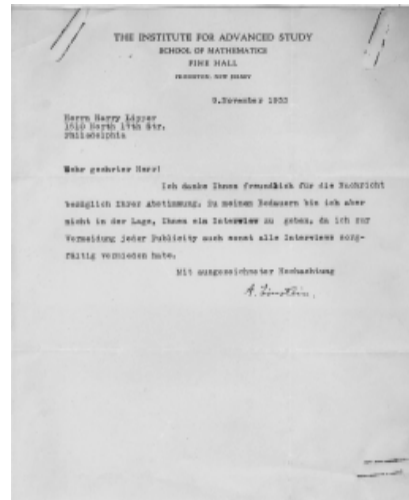 THE INSTITUTE FOR ADVANCED STUDY
SCHOOL OF MATHEMATICS
FINE HALL
PRINCETON, NEW JERSEY
9.November 1933
Herrn Harry Lipper
1510 North 17th Str.
Philadelphia
Sehr geehrter Herr!
Ich danke Ihnen freundlich für die Nachricht
bezüglich Ihrer Abstimmung. Zu meinem Bedauern bin ich aber
nicht in der Lage, Ihnen ein Interview zu geben, da ich zur
Vermeidung jeder Publicity auch sonst alle Interviews sorg-
fältig vermieden habe.
Mit ausgezeichneter Hochachtung
A. Einstein.